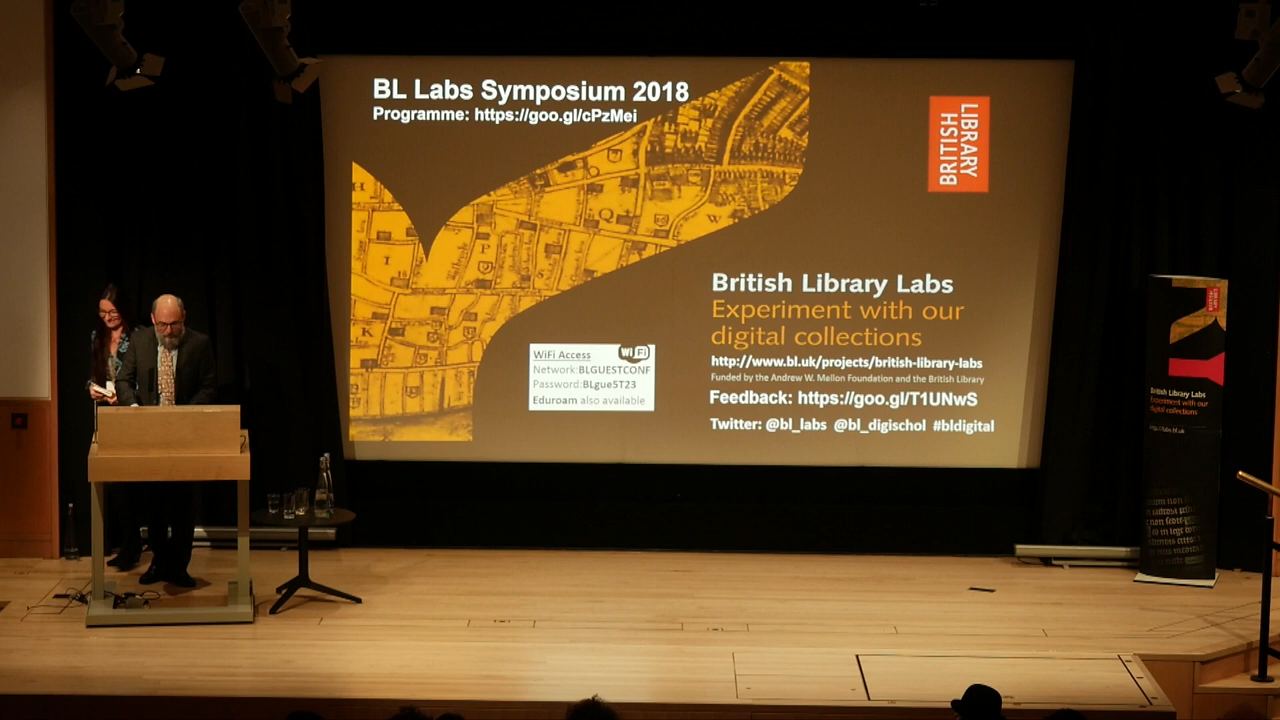 BL Labs Symposium 2018
Programme: https://goo.gl/cPzMei
BRITISH
LIBRARY
British Library Labs
Experiment with our
digital collections
http://www.bl.uk/projects/british-library-labs
Funded by the Andrew W. Mellon Foundation and the British Library
Feedback: https://goo.gl/T1UNwS
Twitter: @bl_labs @bl_digischol #bldigital
WiFi Access
WiFi
Network:BLGUESTCONF
Password:BLgue5T23
Eduroam also available
H
I
K
P
Q
W
British Library Labs
Experiment with our
digital collections